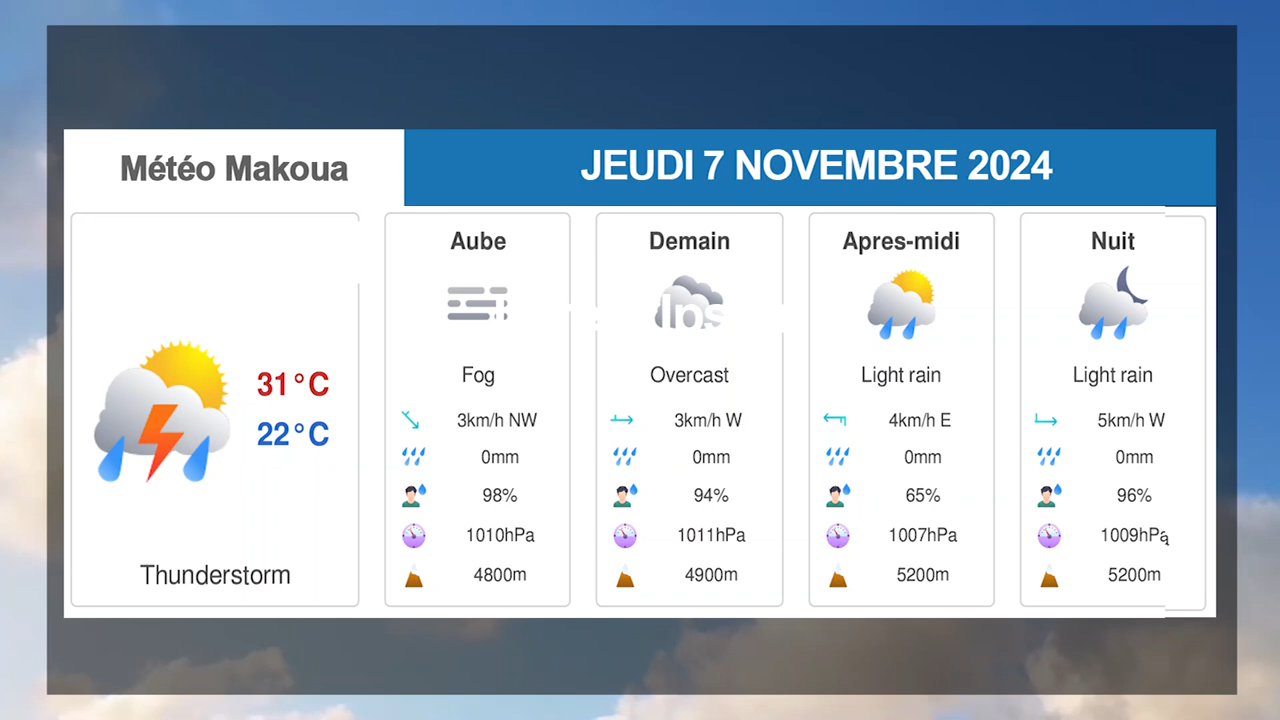 Météo Makoua
JEUDI 7 NOVEMBRE 2024
31°C
22°C
Thunderstorm
Aube
Fog
3km/h NW
0mm
98%
1010hPa
4800m
Demain
Overcast
3km/h W
0mm
94%
1011hPa
4900m
Apres-midi
Light rain
4km/h E
0mm
65%
1007hPa
5200m
Nuit
Light rain
5km/h W
0mm
96%
1009hPa
5200m